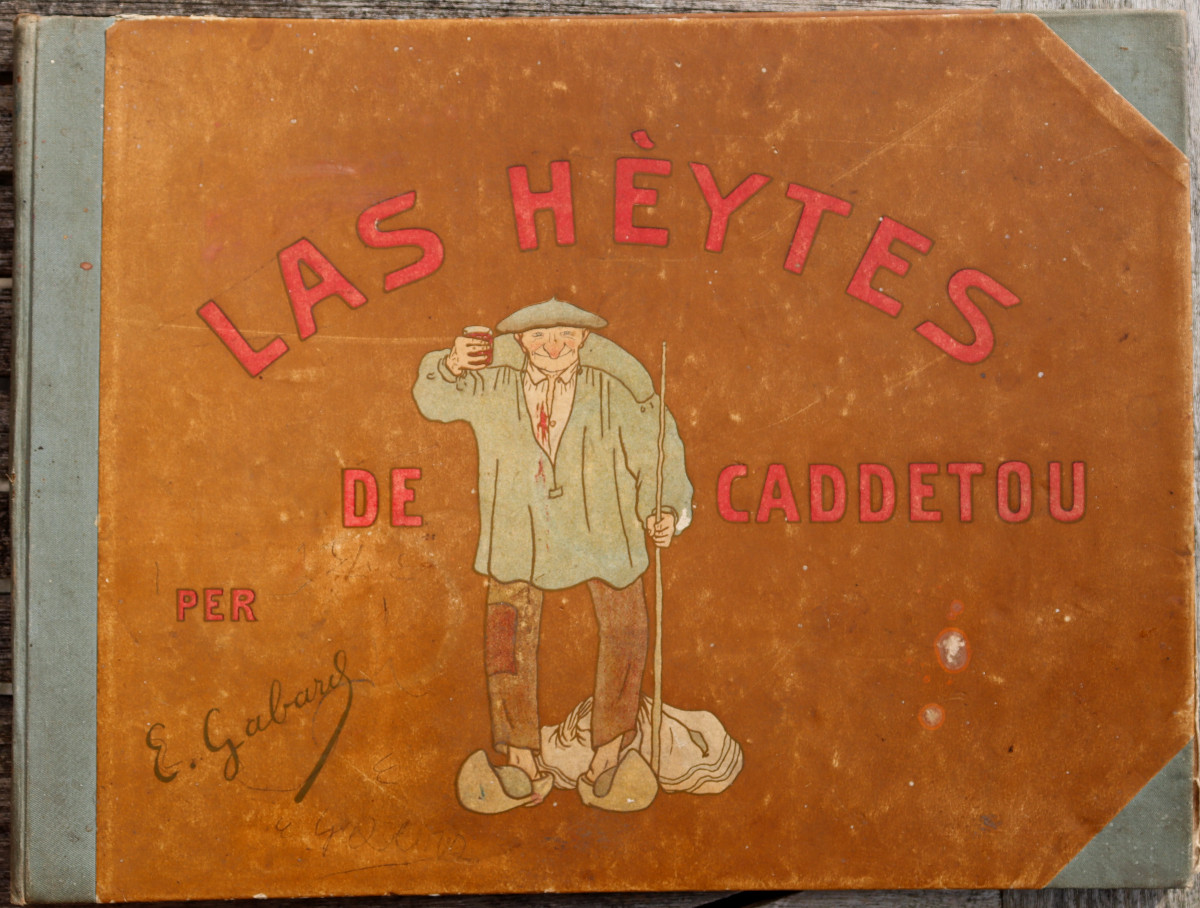 LAS HÈYTES
DE CADDETOU
PER
E. Gabard